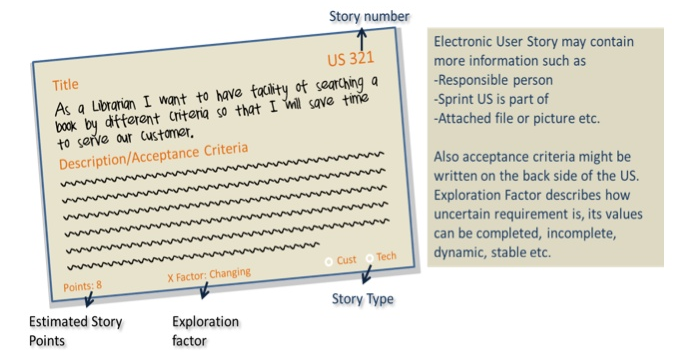 Story number
US 321
Title
As a Librarian I want to have facility of searching a
book by different criteria so that I will save time
to serve our customer.
Description/Acceptance Criteria
Points: 8
X Factor: Changing
Cust
Tech
Estimated Story
Points
Exploration
factor
Story Type
Electronic User Story may contain
more information such as
-Responsible person
-Sprint US is part of
-Attached file or picture etc.
Also acceptance criteria might be
written on the back side of the US.
Exploration Factor describes how
uncertain requirement is, its values
can be completed, incomplete,
dynamic, stable etc.